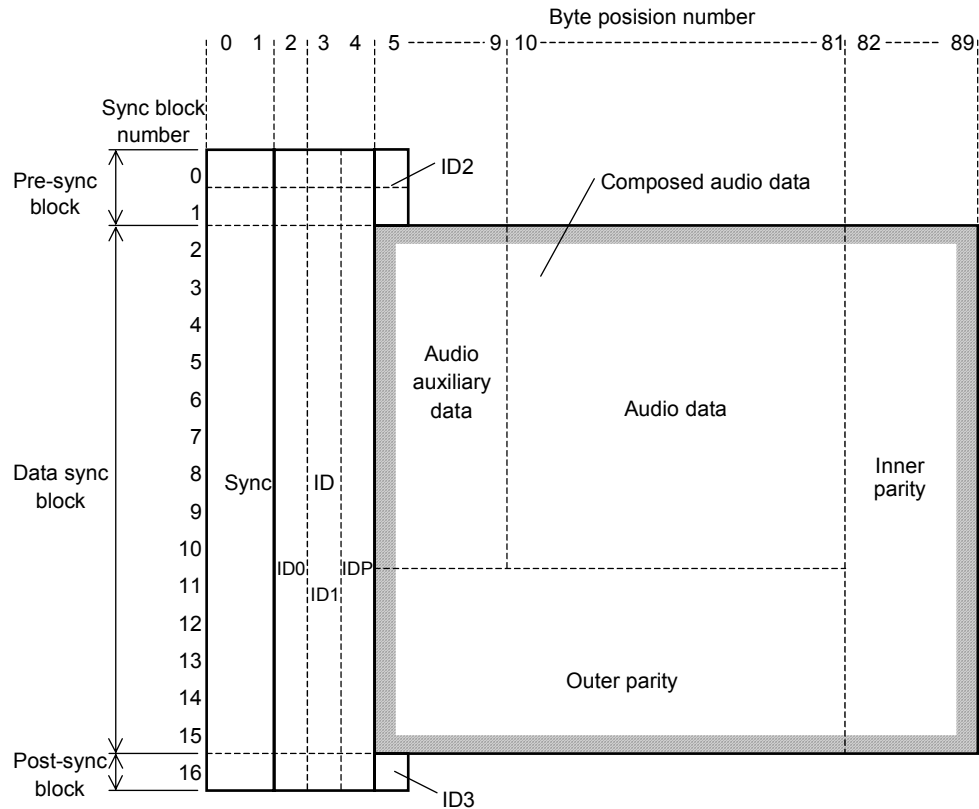 Byte posision number
0 1 2 3 4 5 9 10 81 82 89
Sync block
number
Pre-sync
block
0
1
ID2
Composed audio data
Data sync
block
2
3
4
5
6
7
8
9
10
11
12
13
14
15
Sync
ID
ID0
ID1
IDP
Audio
auxiliary
data
Audio data
Inner
parity
Outer parity
Post-sync
block
16
ID3